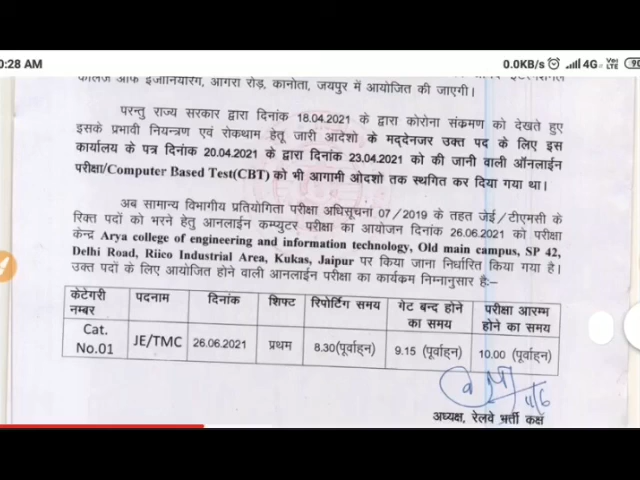 0:28 AM
0.0KB/s 4G VoLTE 90
कॉलेज ऑफ इंजीनियरिंग, आगरा रोड़, कानोता, जयपुर में आयोजित की जाएगी।
परन्तु राज्य सरकार द्वारा दिनांक 18.04.2021 के द्वारा कोरोना संक्रमण को देखते हुए
इसके प्रभावी नियन्त्रण एवं रोकथाम हेतू जारी आदेशो के मद्देनजर उक्त पद के लिए इस
कार्यालय के पत्र दिनांक 20.04.2021 के द्वारा दिनांक 23.04.2021 को की जानी वाली ऑनलाईन
परीक्षा/Computer Based Test(CBT) को भी आगामी ओदशो तक स्थगित कर दिया गया था।
अब सामान्य विभागीय प्रतियोगिता परीक्षा अधिसूचना 07/2019 के तहत जेई/टीएमसी के
रिक्त पदों को भरने हेतु आनलाईन कम्प्युटर परीक्षा का आयोजन दिनांक 26.06.2021 को परीक्षा
केन्द्र Arya college of engineering and information technology, Old main campus, SP 42,
Delhi Road, Riico Industrial Area, Kukas, Jaipur पर किया जाना निर्धारित किया गया है।
उक्त पदों के लिए आयोजित होने वाली आनलाईन परीक्षा का कार्यक्रम निम्नानुसार है:-
केटेगरी नम्बर पदनाम दिनांक शिफ्ट रिपोर्टिंग समय गेट बन्द होने का समय परीक्षा आरम्भ होने का समय
Cat. No.01 JE/TMC 26.06.2021 प्रथम 8.30(पूर्वाह्न) 9.15 (पूर्वाह्न) 10.00 (पूर्वाह्न)
अध्यक्ष, रेलवे भर्ती कक्ष